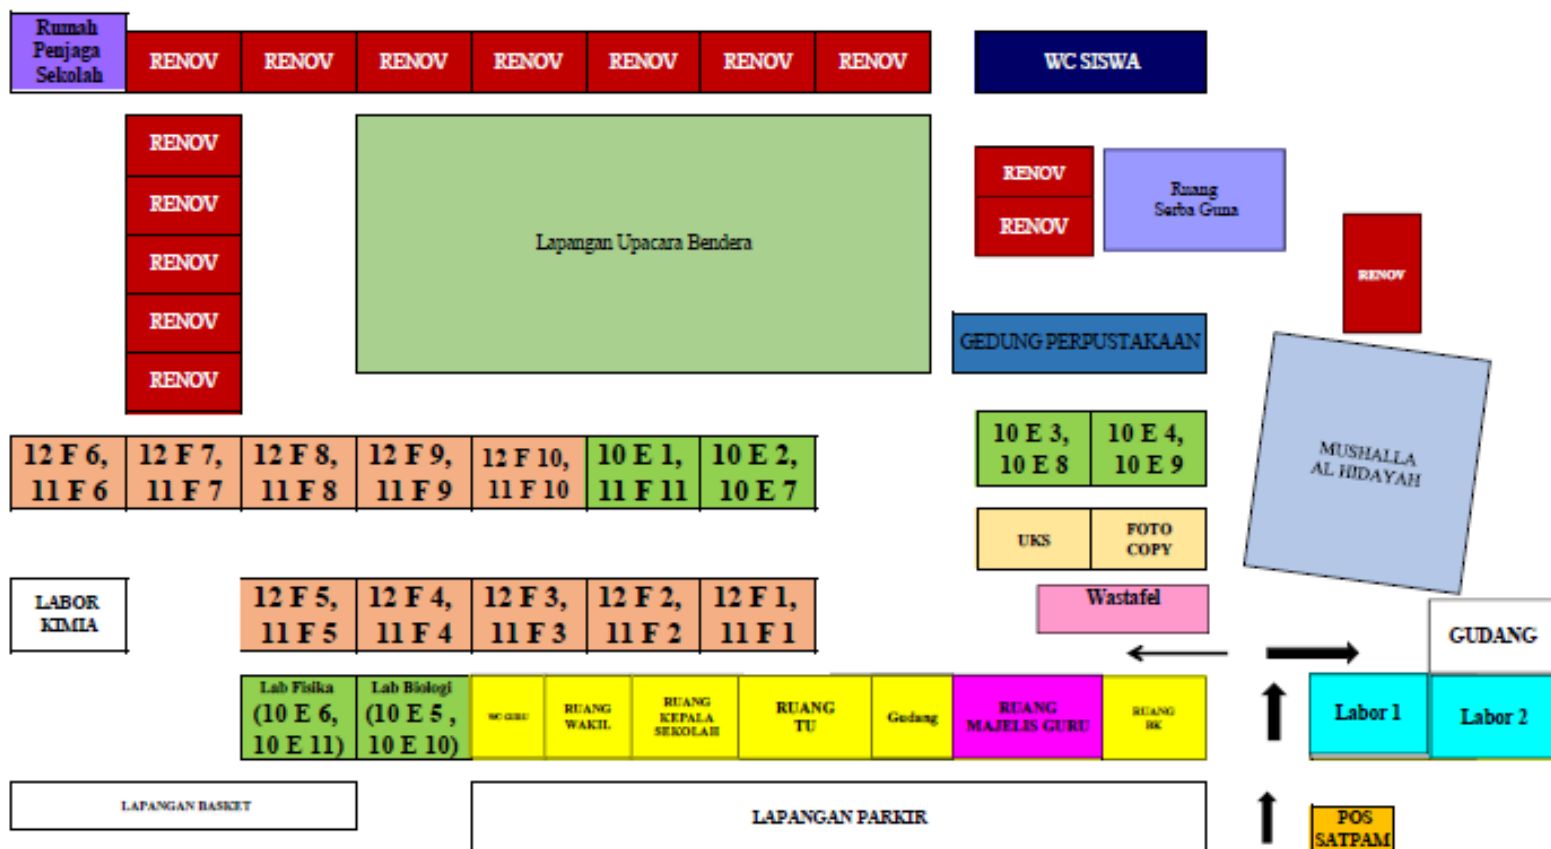 Rumah
Penjaga
Sekolah
RENOV
RENOV
RENOV
RENOV
RENOV
RENOV
RENOV
WC SISWA
RENOV
RENOV
RENOV
RENOV
RENOV
Lapangan Upacara Bendera
RENOV
RENOV
Ruang
Serba Guna
RENOV
GEDUNG PERPUSTAKAAN
MUSHALLA
AL HIDAYAH
12 F 6,
11 F 6
12 F 7,
11 F 7
12 F 8,
11 F 8
12 F 9,
11 F 9
12 F 10,
11 F 10
10 E 1,
11 F 11
10 E 2,
10 E 7
10 E 3,
10 E 8
10 E 4,
10 E 9
UKS
FOTO
COPY
LABOR
KIMIA
12 F 5,
11 F 5
12 F 4,
11 F 4
12 F 3,
11 F 3
12 F 2,
11 F 2
12 F 1,
11 F 1
Wastafel
GUDANG
Lab Fisika
(10 E 6,
10 E 11)
Lab Biologi
(10 E 5 ,
10 E 10)
WC GURU
RUANG
WAKIL
RUANG
KEPALA
SEKOLAH
RUANG
TU
Gudang
RUANG
MAJELIS GURU
RUANG
BK
Labor 1
Labor 2
LAPANGAN BASKET
LAPANGAN PARKIR
POS
SATPAM